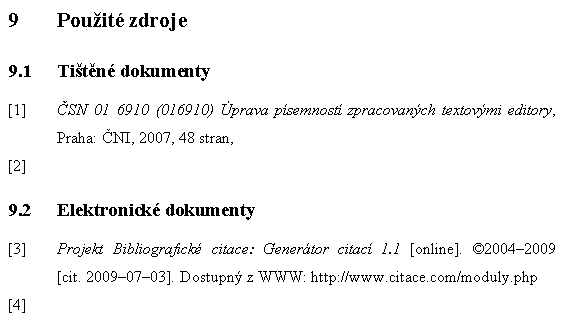 9 Použité zdroje
9.1 Tištěné dokumenty
[1] ČSN 01 6910 (016910) Úprava písemností zpracovaných textovými editory,
Praha: ČNI, 2007, 48 stran,
[2]
9.2 Elektronické dokumenty
[3] Projekt Bibliografické citace: Generátor citací 1.1 [online]. ©2004–2009
[cit. 2009–07–03]. Dostupný z WWW: http://www.citace.com/moduly.php
[4]